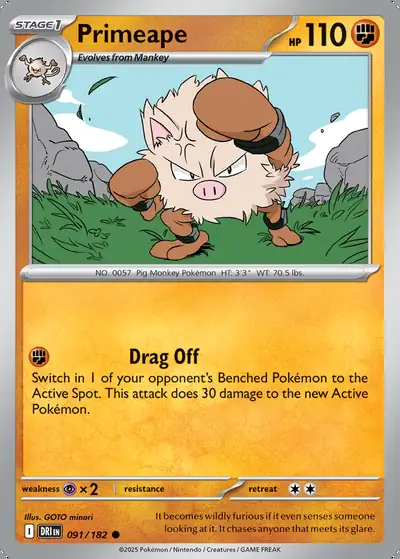 STAGE1
Primeape
HP 110
Evolves from Mankey
NO. 0057 Pig Monkey Pokémon HT: 3'3" WT: 70.5 lbs.
Drag Off
Switch in 1 of your opponent's Benched Pokémon to the
Active Spot. This attack does 30 damage to the new Active
Pokémon.
weakness ×2 resistance retreat
Illus. GOTO minori
I DRI EN 091/182
It becomes wildly furious if it even senses someone
looking at it. It chases anyone that meets its glare.
©2025 Pokémon / Nintendo / Creatures / GAME FREAK